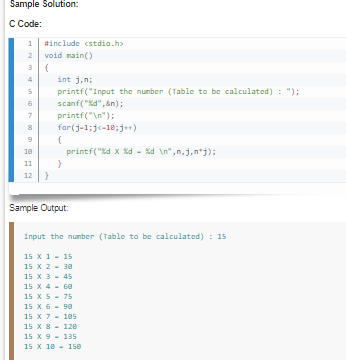 Sample Solution:
C Code:
1 #include <stdio.h>
2 void main()
3 {
4 int j,n;
5 printf("Input the number (Table to be calculated) : ");
6 scanf("%d",&n);
7 printf("\n");
8 for(j=1;j<=10;j++)
9 {
10 printf("%d X %d = %d \n",n,j,n*j);
11 }
12 }
Sample Output:
Input the number (Table to be calculated) : 15
15 X 1 = 15
15 X 2 = 30
15 X 3 = 45
15 X 4 = 60
15 X 5 = 75
15 X 6 = 90
15 X 7 = 105
15 X 8 = 120
15 X 9 = 135
15 X 10 = 150